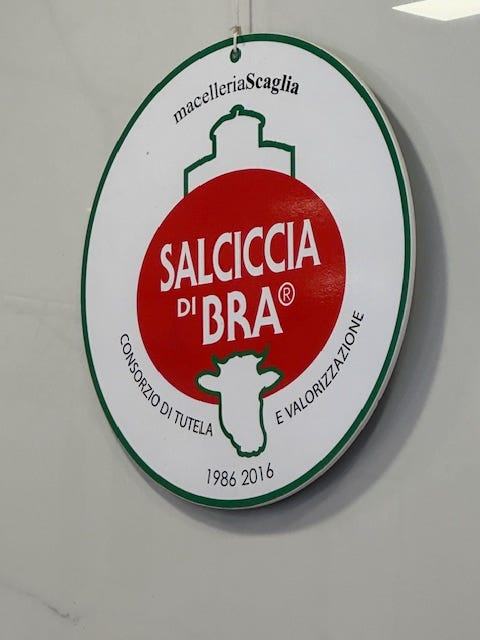 macelleriaScaglia
SALCICCIA
DI BRA®
CONSORZIO DI TUTELA E VALORIZZAZIONE
1986 2016